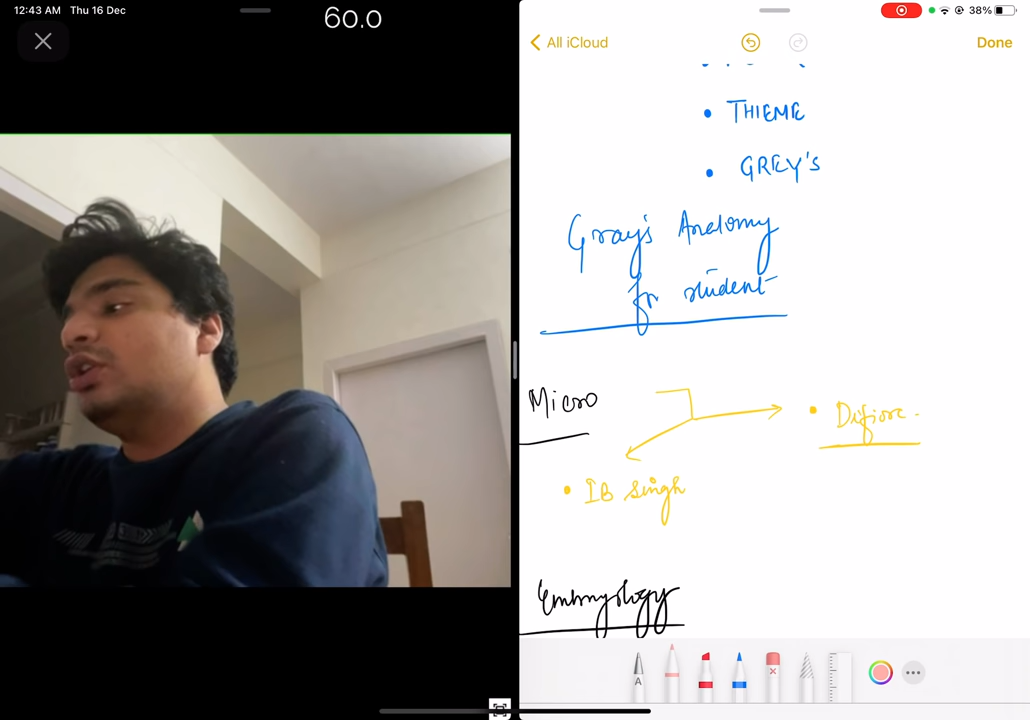 12:43 AM Thu 16 Dec
60.0
38%
All iCloud
Done
• THIEME
• GREY'S
Gray's Anatomy
for student
Micro
• Difiore.
• IB singh
Embryology
A